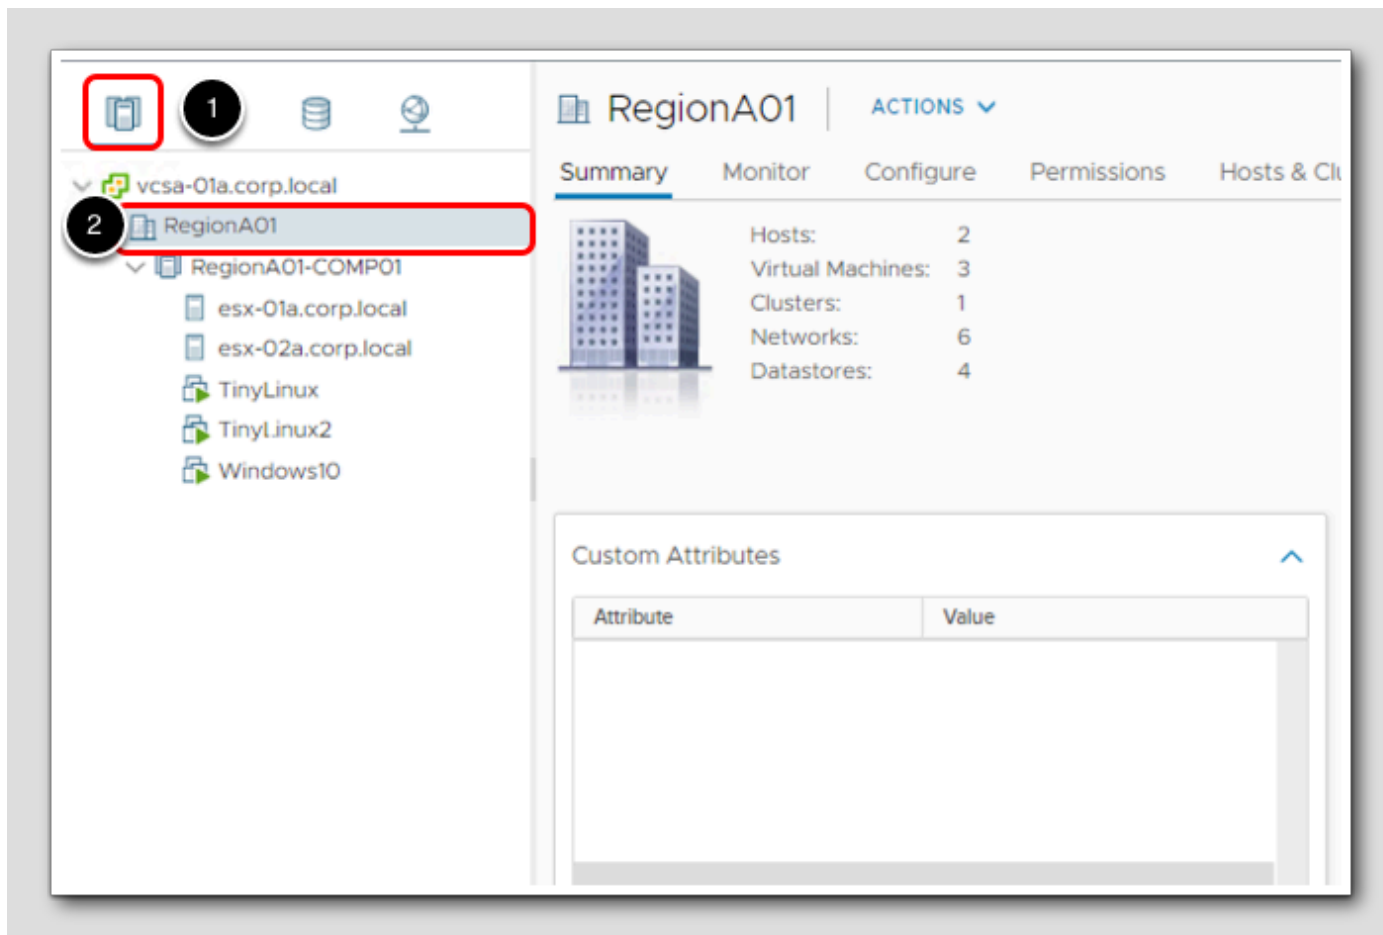 1
vcsa-01a.corp.local
2
RegionA01
RegionA01-COMP01
esx-01a.corp.local
esx-02a.corp.local
TinyLinux
TinyLinux2
Windows10
RegionA01
ACTIONS
Summary Monitor Configure Permissions Hosts & Clu
Hosts: 2
Virtual Machines: 3
Clusters: 1
Networks: 6
Datastores: 4
Custom Attributes
Attribute Value